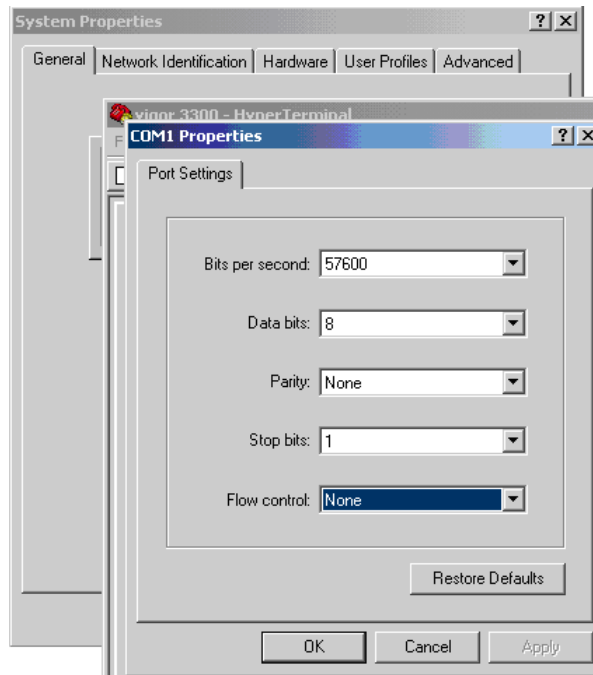 System Properties
General Network Identification Hardware User Profiles Advanced
vigor 3300 - HyperTerminal
F
COM1 Properties
Port Settings
Bits per second: 57600
Data bits: 8
Parity: None
Stop bits: 1
Flow control: None
Restore Defaults
OK Cancel Apply